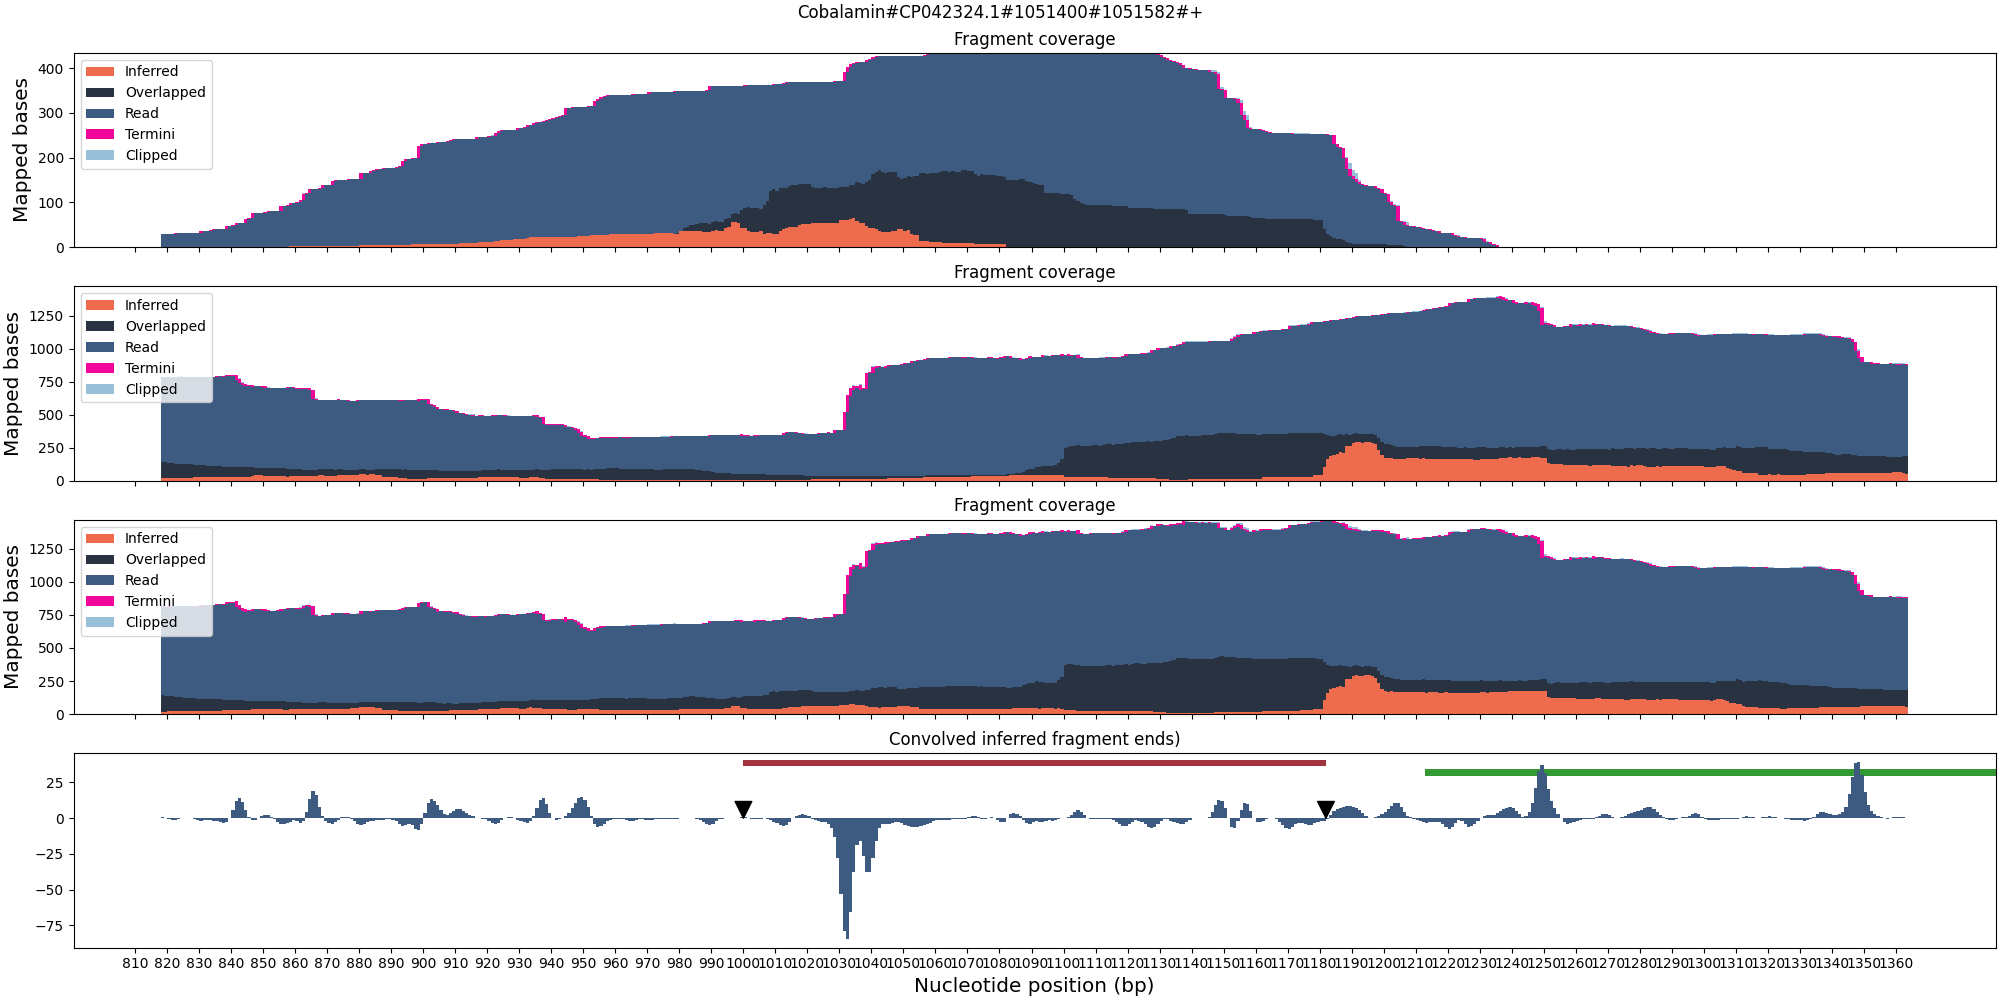 Cobalamin#CP042324.1#1051400#1051582#+
Fragment coverage
Mapped bases
400
300
200
100
0
Inferred
Overlapped
Read
Termini
Clipped
Fragment coverage
Mapped bases
1250
1000
750
500
250
0
Inferred
Overlapped
Read
Termini
Clipped
Fragment coverage
Mapped bases
1250
1000
750
500
250
0
Inferred
Overlapped
Read
Termini
Clipped
Convolved inferred fragment ends)
25
0
−25
−50
−75
810 820 830 840 850 860 870 880 890 900 910 920 930 940 950 960 970 980 990 1000 1010 1020 1030 1040 1050 1060 1070 1080 1090 1100 1110 1120 1130 1140 1150 1160 1170 1180 1190 1200 1210 1220 1230 1240 1250 1260 1270 1280 1290 1300 1310 1320 1330 1340 1350 1360
Nucleotide position (bp)